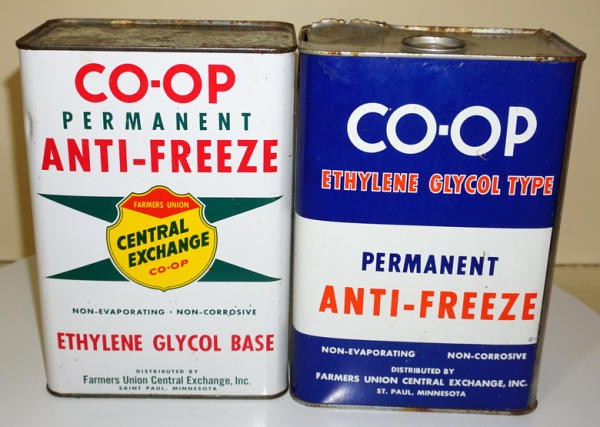 CO-OP
PERMANENT
ANTI-FREEZE
FARMERS UNION
CENTRAL
EXCHANGE
CO-OP
NON-EVAPORATING · NON-CORROSIVE
ETHYLENE GLYCOL BASE
DISTRIBUTED BY
Farmers Union Central Exchange, Inc.
SAINT PAUL, MINNESOTA
CO-OP
ETHYLENE GLYCOL TYPE
PERMANENT
ANTI-FREEZE
NON-EVAPORATING NON-CORROSIVE
DISTRIBUTED BY
FARMERS UNION CENTRAL EXCHANGE, INC.
ST. PAUL, MINNESOTA